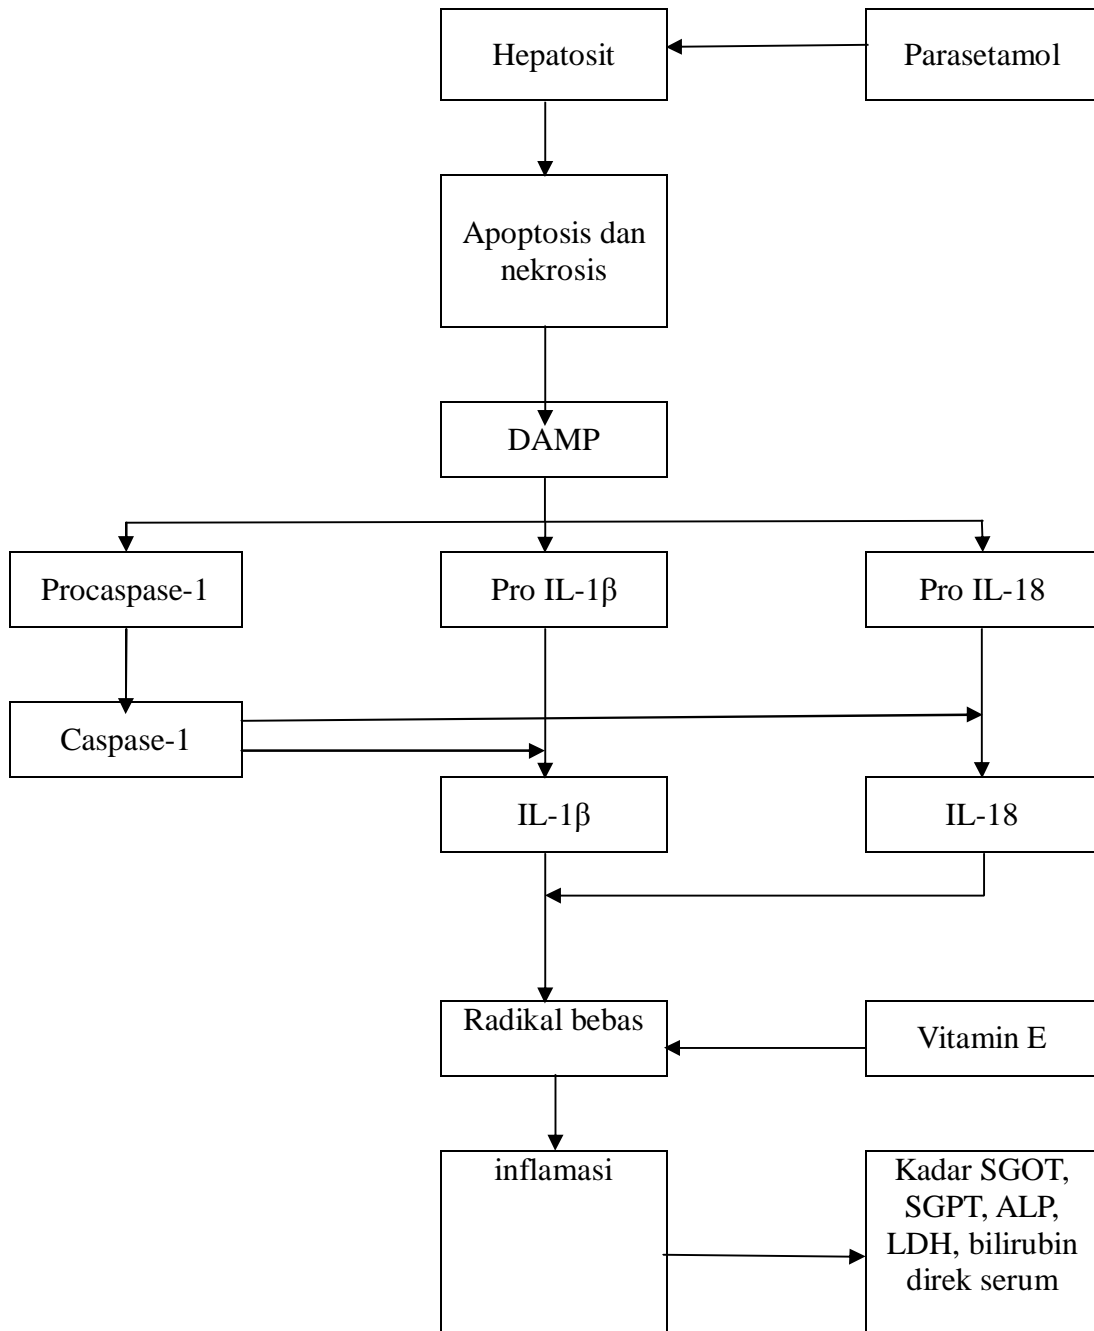 Hepatosit
Parasetamol
Apoptosis dan
nekrosis
DAMP
Procaspase-1
Pro IL-1β
Pro IL-18
Caspase-1
IL-1β
IL-18
Radikal bebas
Vitamin E
inflamasi
Kadar SGOT,
SGPT, ALP,
LDH, bilirubin
direk serum